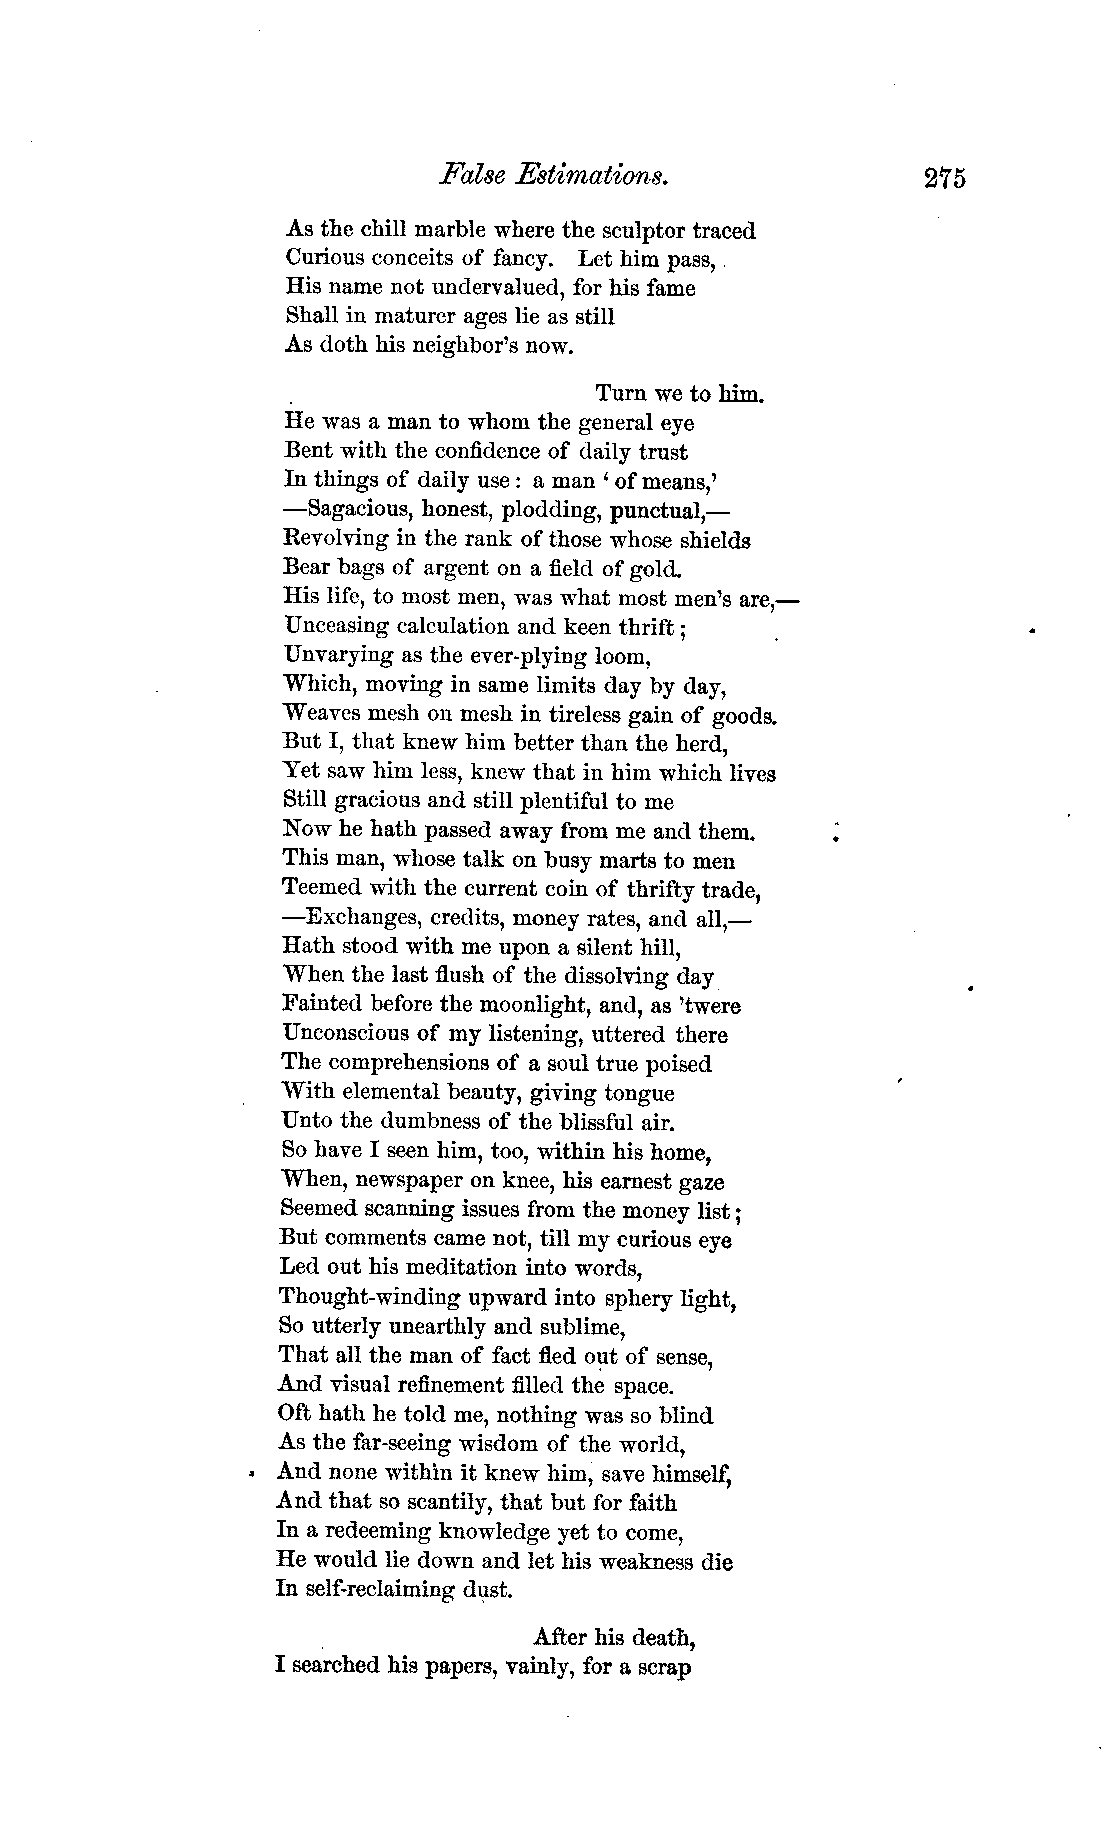 False Estimations. 275
As the chill marble where the sculptor traced
Curious conceits of fancy. Let him pass,
His name not undervalued, for his fame
Shall in maturer ages lie as still
As doth his neighbor's now.
Turn we to him.
He was a man to whom the general eye
Bent with the confidence of daily trust
In things of daily use : a man ‘ of means,’
—Sagacious, honest, plodding, punctual,—
Revolving in the rank of those whose shields
Bear bags of argent on a field of gold.
His life, to most men, was what most men's are,—
Unceasing calculation and keen thrift ;
Unvarying as the ever-plying loom,
Which, moving in same limits day by day,
Weaves mesh on mesh in tireless gain of goods.
But I, that knew him better than the herd,
Yet saw him less, knew that in him which lives
Still gracious and still plentiful to me
Now he hath passed away from me and them.
This man, whose talk on busy marts to men
Teemed with the current coin of thrifty trade,
—Exchanges, credits, money rates, and all,—
Hath stood with me upon a silent hill,
When the last flush of the dissolving day
Fainted before the moonlight, and, as 'twere
Unconscious of my listening, uttered there
The comprehensions of a soul true poised
With elemental beauty, giving tongue
Unto the dumbness of the blissful air.
So have I seen him, too, within his home,
When, newspaper on knee, his earnest gaze
Seemed scanning issues from the money list ;
But comments came not, till my curious eye
Led out his meditation into words,
Thought-winding upward into sphery light,
So utterly unearthly and sublime,
That all the man of fact fled out of sense,
And visual refinement filled the space.
Oft hath he told me, nothing was so blind
As the far-seeing wisdom of the world,
And none within it knew him, save himself,
And that so scantily, that but for faith
In a redeeming knowledge yet to come,
He would lie down and let his weakness die
In self-reclaiming dust.
After his death,
I searched his papers, vainly, for a scrap